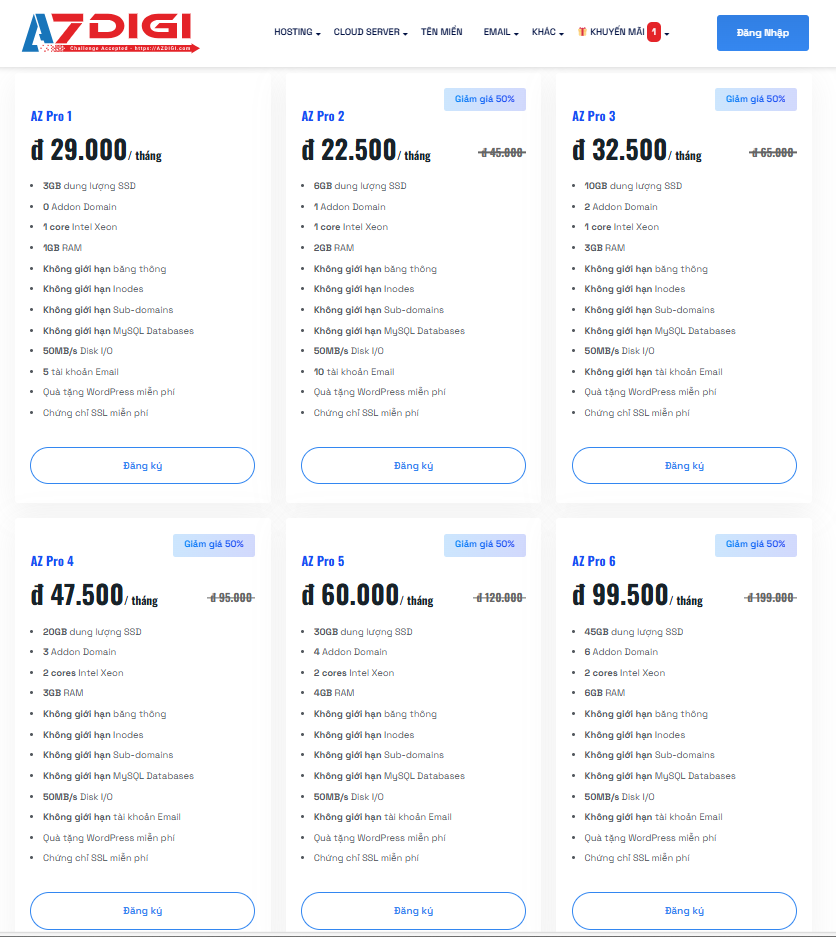 AZDIGI
Challenge Accepted - https://AZDIGI.com
HOSTING CLOUD SERVER TÊN MIỀN EMAIL KHÁC KHUYẾN MÃI 1 Đăng Nhập
AZ Pro 1
đ 29.000/ tháng
3GB dung lượng SSD
0 Addon Domain
1 core Intel Xeon
1GB RAM
Không giới hạn băng thông
Không giới hạn Inodes
Không giới hạn Sub-domains
Không giới hạn MySQL Databases
50MB/s Disk I/O
5 tài khoản Email
Quà tặng WordPress miễn phí
Chứng chỉ SSL miễn phí
Đăng ký
Giảm giá 50%
AZ Pro 2
đ 22.500/ tháng đ 45.000
6GB dung lượng SSD
1 Addon Domain
1 core Intel Xeon
2GB RAM
Không giới hạn băng thông
Không giới hạn Inodes
Không giới hạn Sub-domains
Không giới hạn MySQL Databases
50MB/s Disk I/O
10 tài khoản Email
Quà tặng WordPress miễn phí
Chứng chỉ SSL miễn phí
Đăng ký
Giảm giá 50%
AZ Pro 3
đ 32.500/ tháng đ 65.000
10GB dung lượng SSD
2 Addon Domain
1 core Intel Xeon
3GB RAM
Không giới hạn băng thông
Không giới hạn Inodes
Không giới hạn Sub-domains
Không giới hạn MySQL Databases
50MB/s Disk I/O
Không giới hạn tài khoản Email
Quà tặng WordPress miễn phí
Chứng chỉ SSL miễn phí
Đăng ký
Giảm giá 50%
AZ Pro 4
đ 47.500/ tháng đ 95.000
20GB dung lượng SSD
3 Addon Domain
2 cores Intel Xeon
3GB RAM
Không giới hạn băng thông
Không giới hạn Inodes
Không giới hạn Sub-domains
Không giới hạn MySQL Databases
50MB/s Disk I/O
Không giới hạn tài khoản Email
Quà tặng WordPress miễn phí
Chứng chỉ SSL miễn phí
Đăng ký
Giảm giá 50%
AZ Pro 5
đ 60.000/ tháng đ 120.000
30GB dung lượng SSD
4 Addon Domain
2 cores Intel Xeon
4GB RAM
Không giới hạn băng thông
Không giới hạn Inodes
Không giới hạn Sub-domains
Không giới hạn MySQL Databases
50MB/s Disk I/O
Không giới hạn tài khoản Email
Quà tặng WordPress miễn phí
Chứng chỉ SSL miễn phí
Đăng ký
Giảm giá 50%
AZ Pro 6
đ 99.500/ tháng đ 199.000
45GB dung lượng SSD
6 Addon Domain
2 cores Intel Xeon
6GB RAM
Không giới hạn băng thông
Không giới hạn Inodes
Không giới hạn Sub-domains
Không giới hạn MySQL Databases
50MB/s Disk I/O
Không giới hạn tài khoản Email
Quà tặng WordPress miễn phí
Chứng chỉ SSL miễn phí
Đăng ký